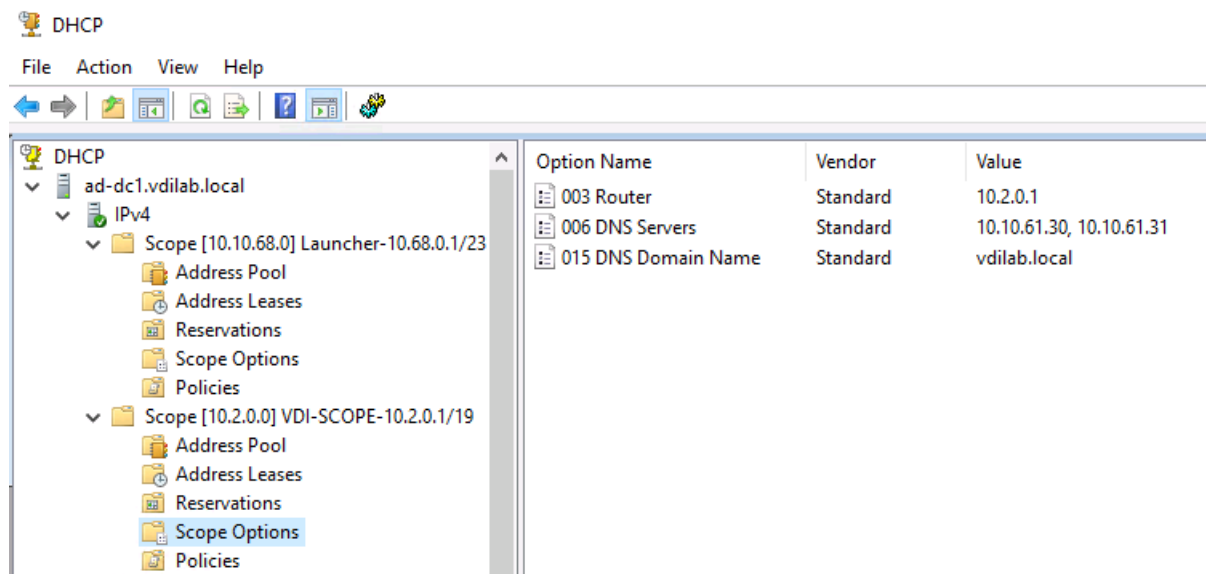 DHCP
File Action View Help
DHCP
ad-dc1.vdilab.local
IPv4
Scope [10.10.68.0] Launcher-10.68.0.1/23
Address Pool
Address Leases
Reservations
Scope Options
Policies
Scope [10.2.0.0] VDI-SCOPE-10.2.0.1/19
Address Pool
Address Leases
Reservations
Scope Options
Policies
Option Name Vendor Value
003 Router Standard 10.2.0.1
006 DNS Servers Standard 10.10.61.30, 10.10.61.31
015 DNS Domain Name Standard vdilab.local